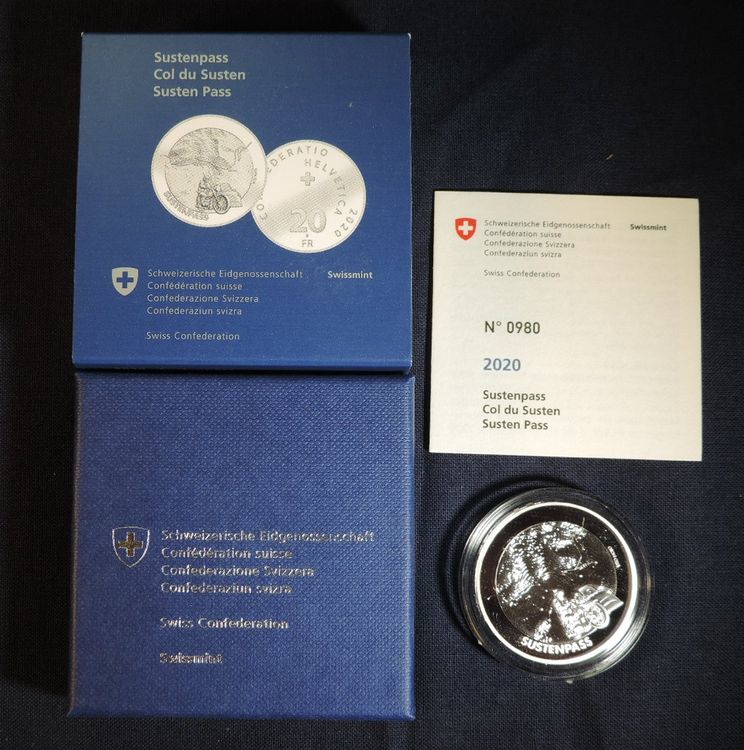 Sustenpass
Col du Susten
Susten Pass
SUSTENPASS
CONFOEDERATIO
HELVETICA 2020
20
FR
Schweizerische Eidgenossenschaft
Confédération suisse
Confederazione Svizzera
Confederaziun svizra
Swissmint
Swiss Confederation
Schweizerische Eidgenossenschaft
Confédération suisse
Confederazione Svizzera
Confederaziun svizra
Swissmint
Swiss Confederation
N° 0980
2020
Sustenpass
Col du Susten
Susten Pass
Schweizerische Eidgenossenschaft
Confédération suisse
Confederazione Svizzera
Confederaziun svizra
Swiss Confederation
Swissmint
SUSTENPASS